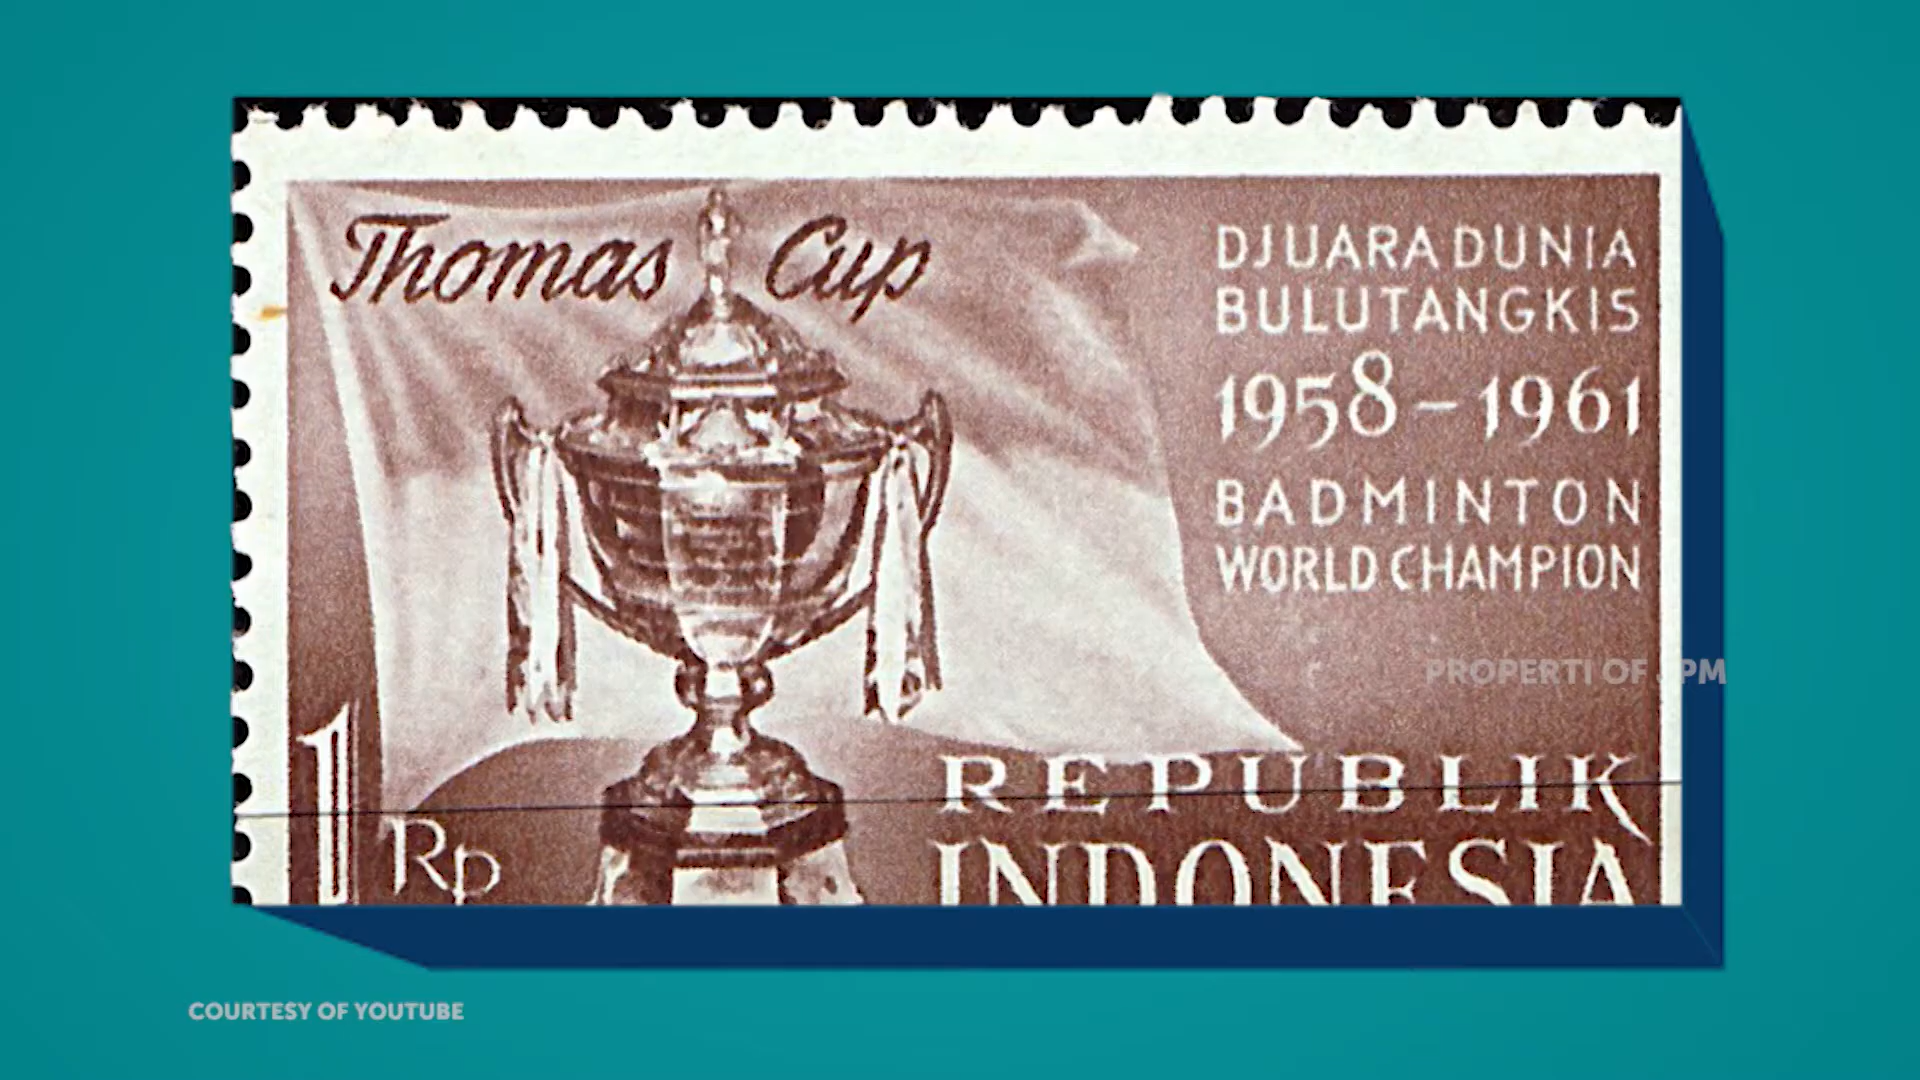 Thomas Cup
DJUARA DUNIA
BULUTANGKIS
1958 – 1961
BADMINTON
WORLD CHAMPION
PROPERTI OF JPM
1 Rp
REPUBLIK
INDONESIA
COURTESY OF YOUTUBE